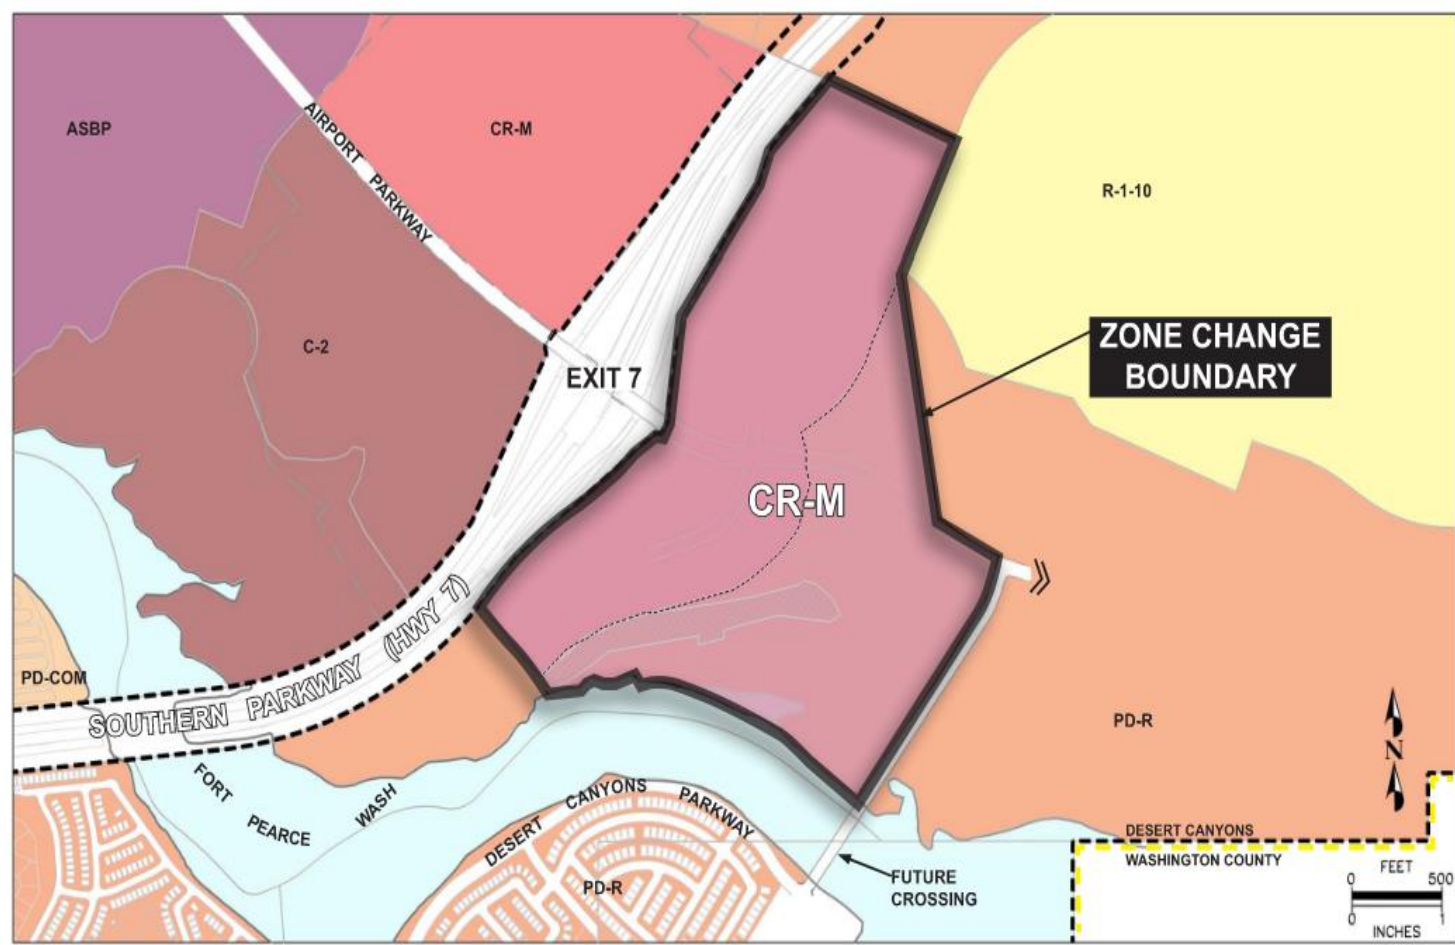 ASBP
CR-M
AIRPORT PARKWAY
R-1-10
C-2
EXIT 7
ZONE CHANGE
BOUNDARY
CR-M
SOUTHERN PARKWAY (HWY 7)
PD-COM
PD-R
N
FORT PEARCE WASH
DESERT CANYONS PARKWAY
PD-R
FUTURE
CROSSING
DESERT CANYONS
WASHINGTON COUNTY
FEET
0 500
0 1
INCHES